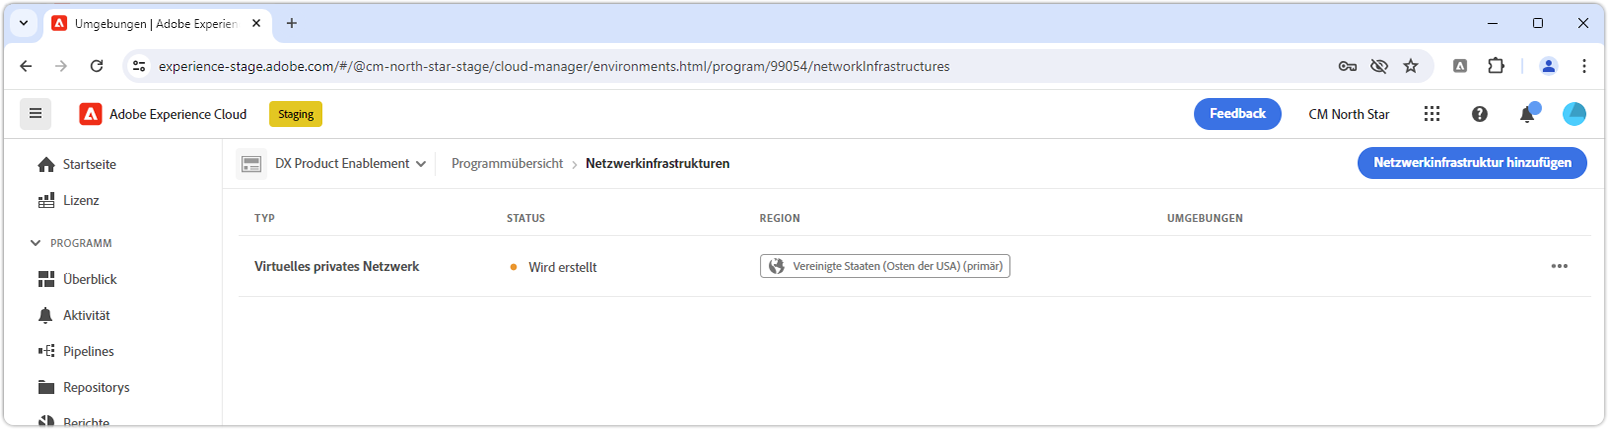 Umgebungen | Adobe Experien
experience-stage.adobe.com/#/@cm-north-star-stage/cloud-manager/environments.html/program/99054/networkInfrastructures
Adobe Experience Cloud
Staging
Feedback
CM North Star
Startseite
Lizenz
PROGRAMM
Überblick
Aktivität
Pipelines
Repositorys
Berichte
DX Product Enablement
Programmübersicht > Netzwerkinfrastrukturen
Netzwerkinfrastruktur hinzufügen
TYP STATUS REGION UMGEBUNGEN
Virtuelles privates Netzwerk Wird erstellt Vereinigte Staaten (Osten der USA) (primär)